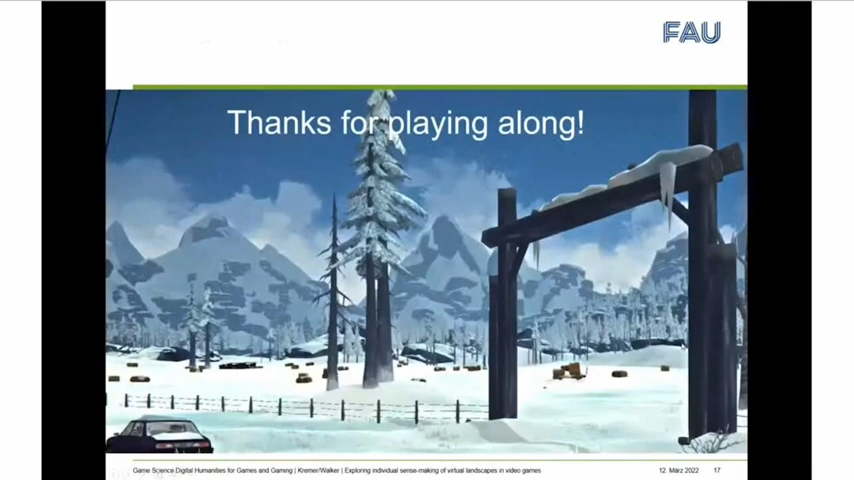 FAU
Thanks for playing along!
Game Science Digital Humanities for Games and Gaming | Kremer/Walker | Exploring individual sense-making of virtual landscapes in video games 12. März 2022 17